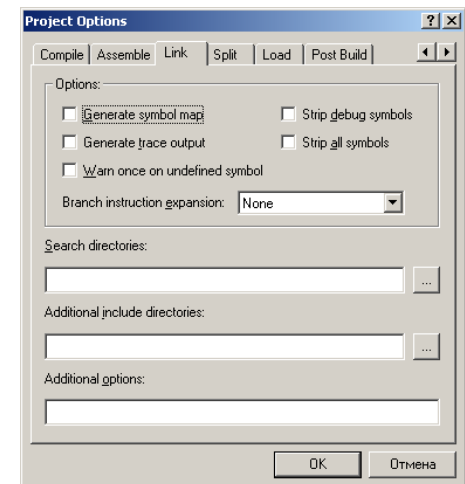 Project Options
Compile Assemble Link Split Load Post Build
Options:
Generate symbol map Strip debug symbols
Generate trace output Strip all symbols
Warn once on undefined symbol
Branch instruction expansion: None
Search directories:
...
Additional include directories:
...
Additional options:
OK Отмена